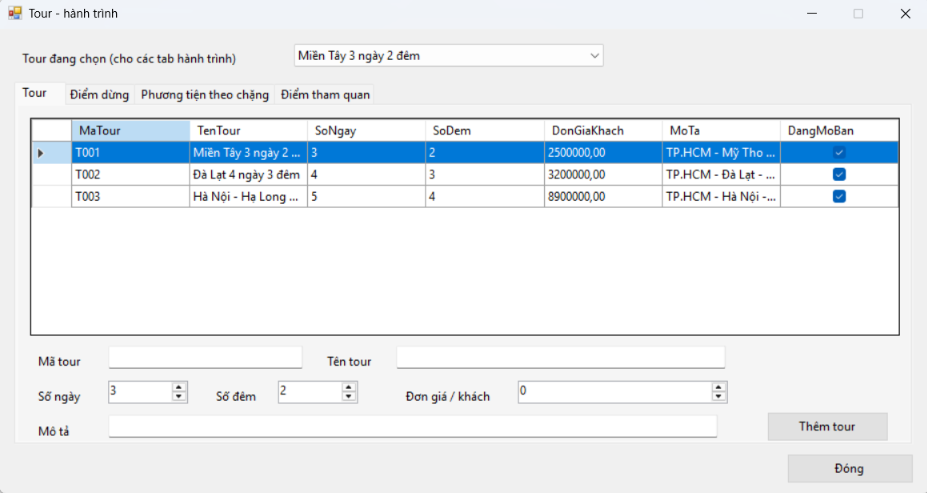 Tour - hành trình
Tour đang chọn (cho các tab hành trình) Miền Tây 3 ngày 2 đêm
Tour Điểm dừng Phương tiện theo chặng Điểm tham quan
MaTour TenTour SoNgay SoDem DonGiaKhach MoTa DangMoBan
T001 Miền Tây 3 ngày 2 ... 3 2 2500000,00 TP.HCM - Mỹ Tho ...
T002 Đà Lạt 4 ngày 3 đêm 4 3 3200000,00 TP.HCM - Đà Lạt - ...
T003 Hà Nội - Hạ Long ... 5 4 8900000,00 TP.HCM - Hà Nội -...
Mã tour Tên tour
Số ngày 3 Số đêm 2 Đơn giá / khách 0
Mô tả Thêm tour
Đóng